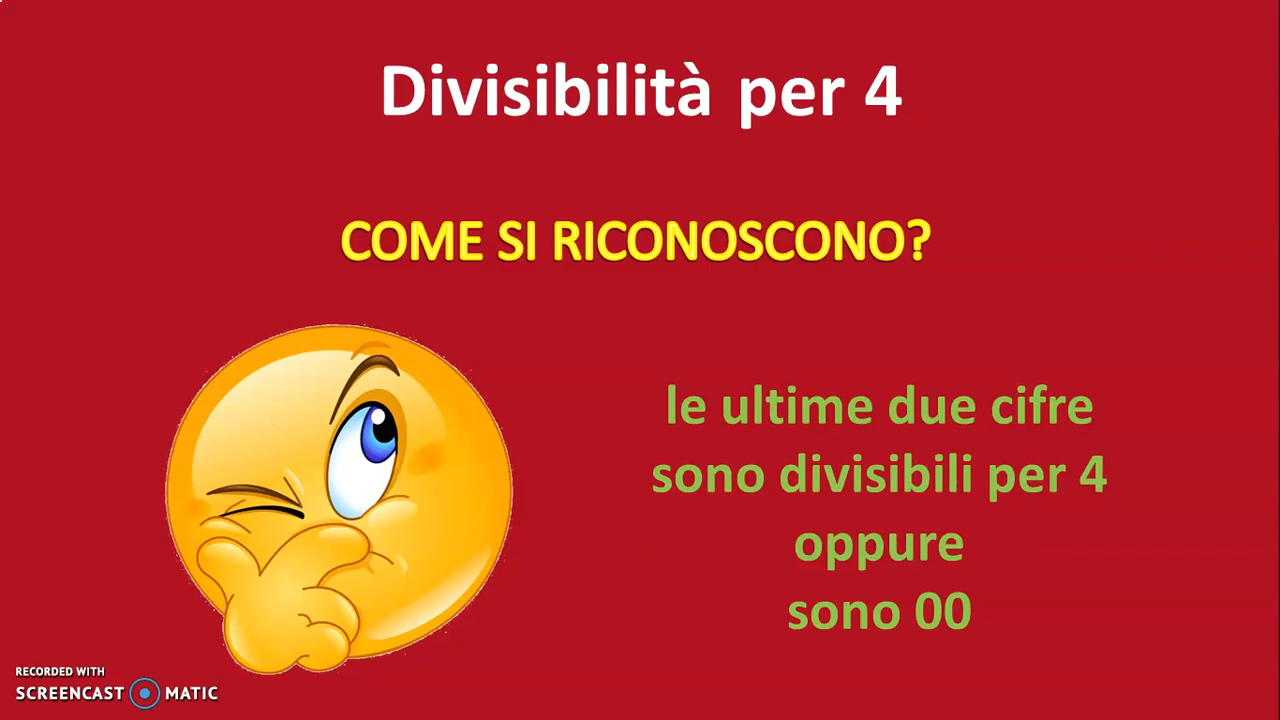 Divisibilità per 4
COME SI RICONOSCONO?
le ultime due cifre
sono divisibili per 4
oppure
sono 00
RECORDED WITH
SCREENCAST MATIC